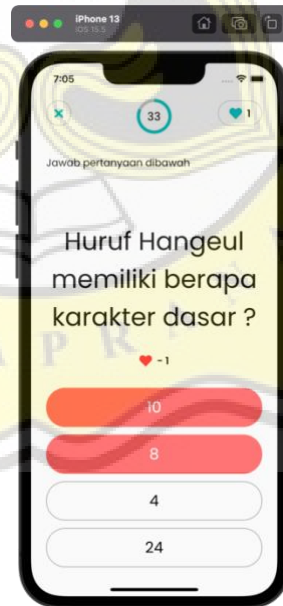 iPhone 13
iOS 15.5
7:05
33
1
Jawab pertanyaan dibawah
Huruf Hangeul
memiliki berapa
karakter dasar ?
-1
10
8
4
24